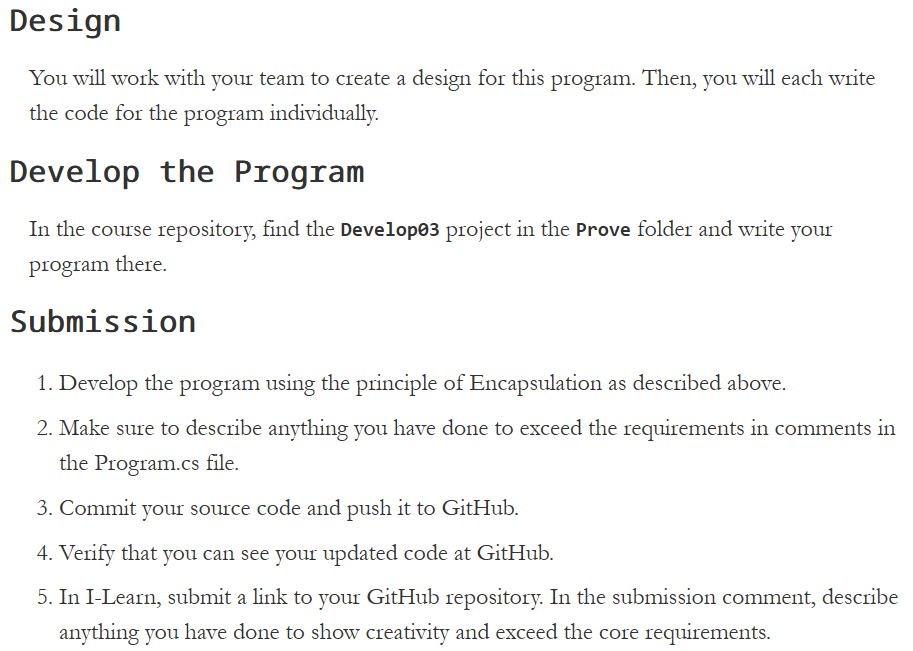 Design
You will work with your team to create a design for this program. Then, you will each write
the code for the program individually.
Develop the Program
In the course repository, find the Develop03 project in the Prove folder and write your
program there.
Submission
1. Develop the program using the principle of Encapsulation as described above.
2. Make sure to describe anything you have done to exceed the requirements in comments in
the Program.cs file.
3. Commit your source code and push it to GitHub.
4. Verify that you can see your updated code at GitHub.
5. In I-Learn, submit a link to your GitHub repository. In the submission comment, describe
anything you have done to show creativity and exceed the core requirements.